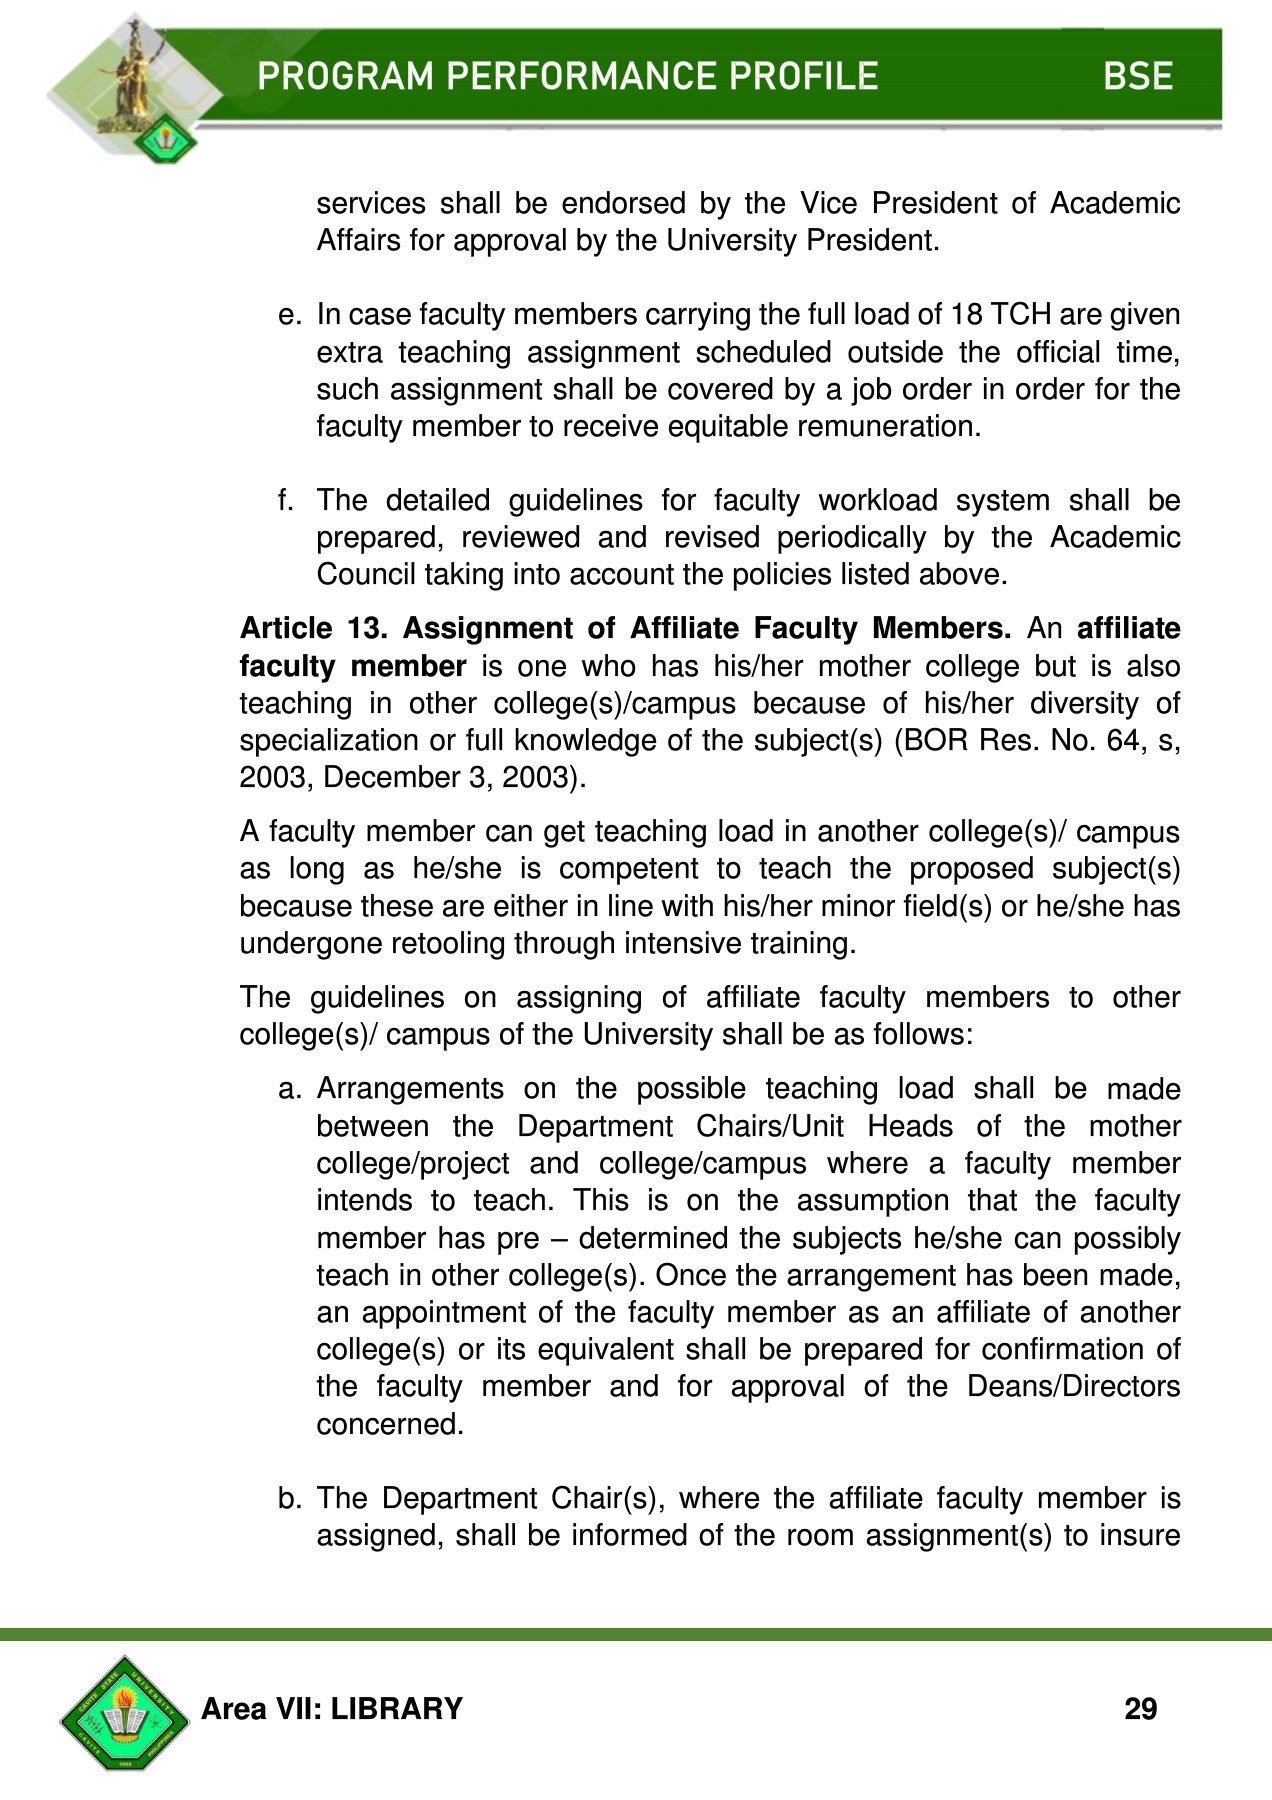 PROGRAM PERFORMANCE PROFILE BSE
services shall be endorsed by the Vice President of Academic
Affairs for approval by the University President.
e. In case faculty members carrying the full load of 18 TCH are given
extra teaching assignment scheduled outside the official time,
such assignment shall be covered by a job order in order for the
faculty member to receive equitable remuneration.
f. The detailed guidelines for faculty workload system shall be
prepared, reviewed and revised periodically by the Academic
Council taking into account the policies listed above.
Article 13. Assignment of Affiliate Faculty Members. An affiliate
faculty member is one who has his/her mother college but is also
teaching in other college(s)/campus because of his/her diversity of
specialization or full knowledge of the subject(s) (BOR Res. No. 64, s,
2003, December 3, 2003).
A faculty member can get teaching load in another college(s)/ campus
as long as he/she is competent to teach the proposed subject(s)
because these are either in line with his/her minor field(s) or he/she has
undergone retooling through intensive training.
The guidelines on assigning of affiliate faculty members to other
college(s)/ campus of the University shall be as follows:
a. Arrangements on the possible teaching load shall be made
between the Department Chairs/Unit Heads of the mother
college/project and college/campus where a faculty member
intends to teach. This is on the assumption that the faculty
member has pre – determined the subjects he/she can possibly
teach in other college(s). Once the arrangement has been made,
an appointment of the faculty member as an affiliate of another
college(s) or its equivalent shall be prepared for confirmation of
the faculty member and for approval of the Deans/Directors
concerned.
b. The Department Chair(s), where the affiliate faculty member is
assigned, shall be informed of the room assignment(s) to insure
CAVITE STATE UNIVERSITY
CAVITE
PHILIPPINES
1906
Area VII: LIBRARY 29